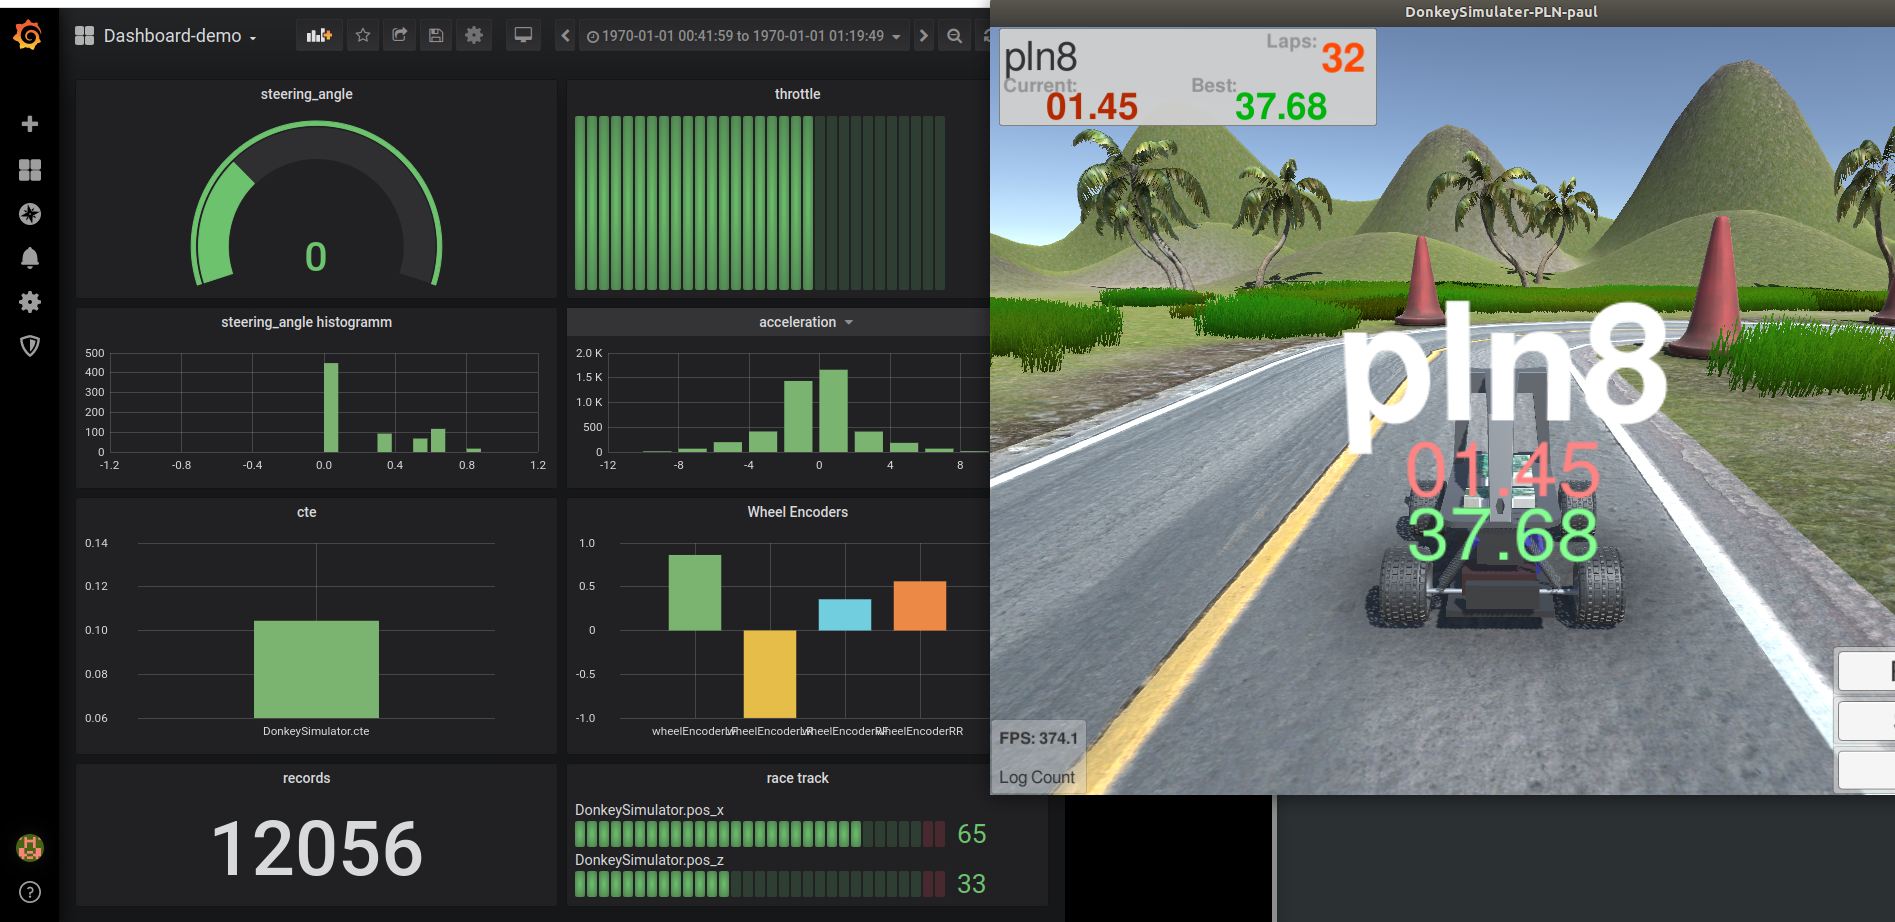 Dashboard-demo
1970-01-01 00:41:59 to 1970-01-01 01:19:49
steering_angle
0
throttle
steering_angle histogramm
500
400
300
200
100
0
-1.2 -0.8 -0.4 0.0 0.4 0.8 1.2
acceleration
2.0 K
1.5 K
1.0 K
500
0
-12 -8 -4 0 4 8
cte
0.14
0.12
0.10
0.08
0.06
DonkeySimulator.cte
Wheel Encoders
1.0
0.5
0
-0.5
-1.0
wheelEncoderRR
records
12056
race track
DonkeySimulator.pos_x
65
DonkeySimulator.pos_z
33
DonkeySimulater-PLN-paul
pln8
Laps: 32
Current: 01.45
Best: 37.68
pln8
01.45
37.68
FPS: 374.1
Log Count